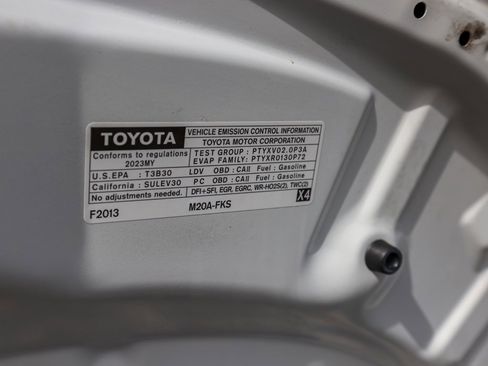 TOYOTA VEHICLE EMISSION CONTROL INFORMATION
TOYOTA MOTOR CORPORATION
Conforms to regulations
2023MY
TEST GROUP : PTYXV02.0P3A
EVAP FAMILY: PTYXR0130P72
U.S.EPA : T3B30 LDV OBD : CAII Fuel : Gasoline
California : SULEV30 PC OBD : CAII Fuel : Gasoline
No adjustments needed. DFI+SFI, EGR, EGRC, WR-HO2S(2), TWC(2) X4
F2013 M20A-FKS